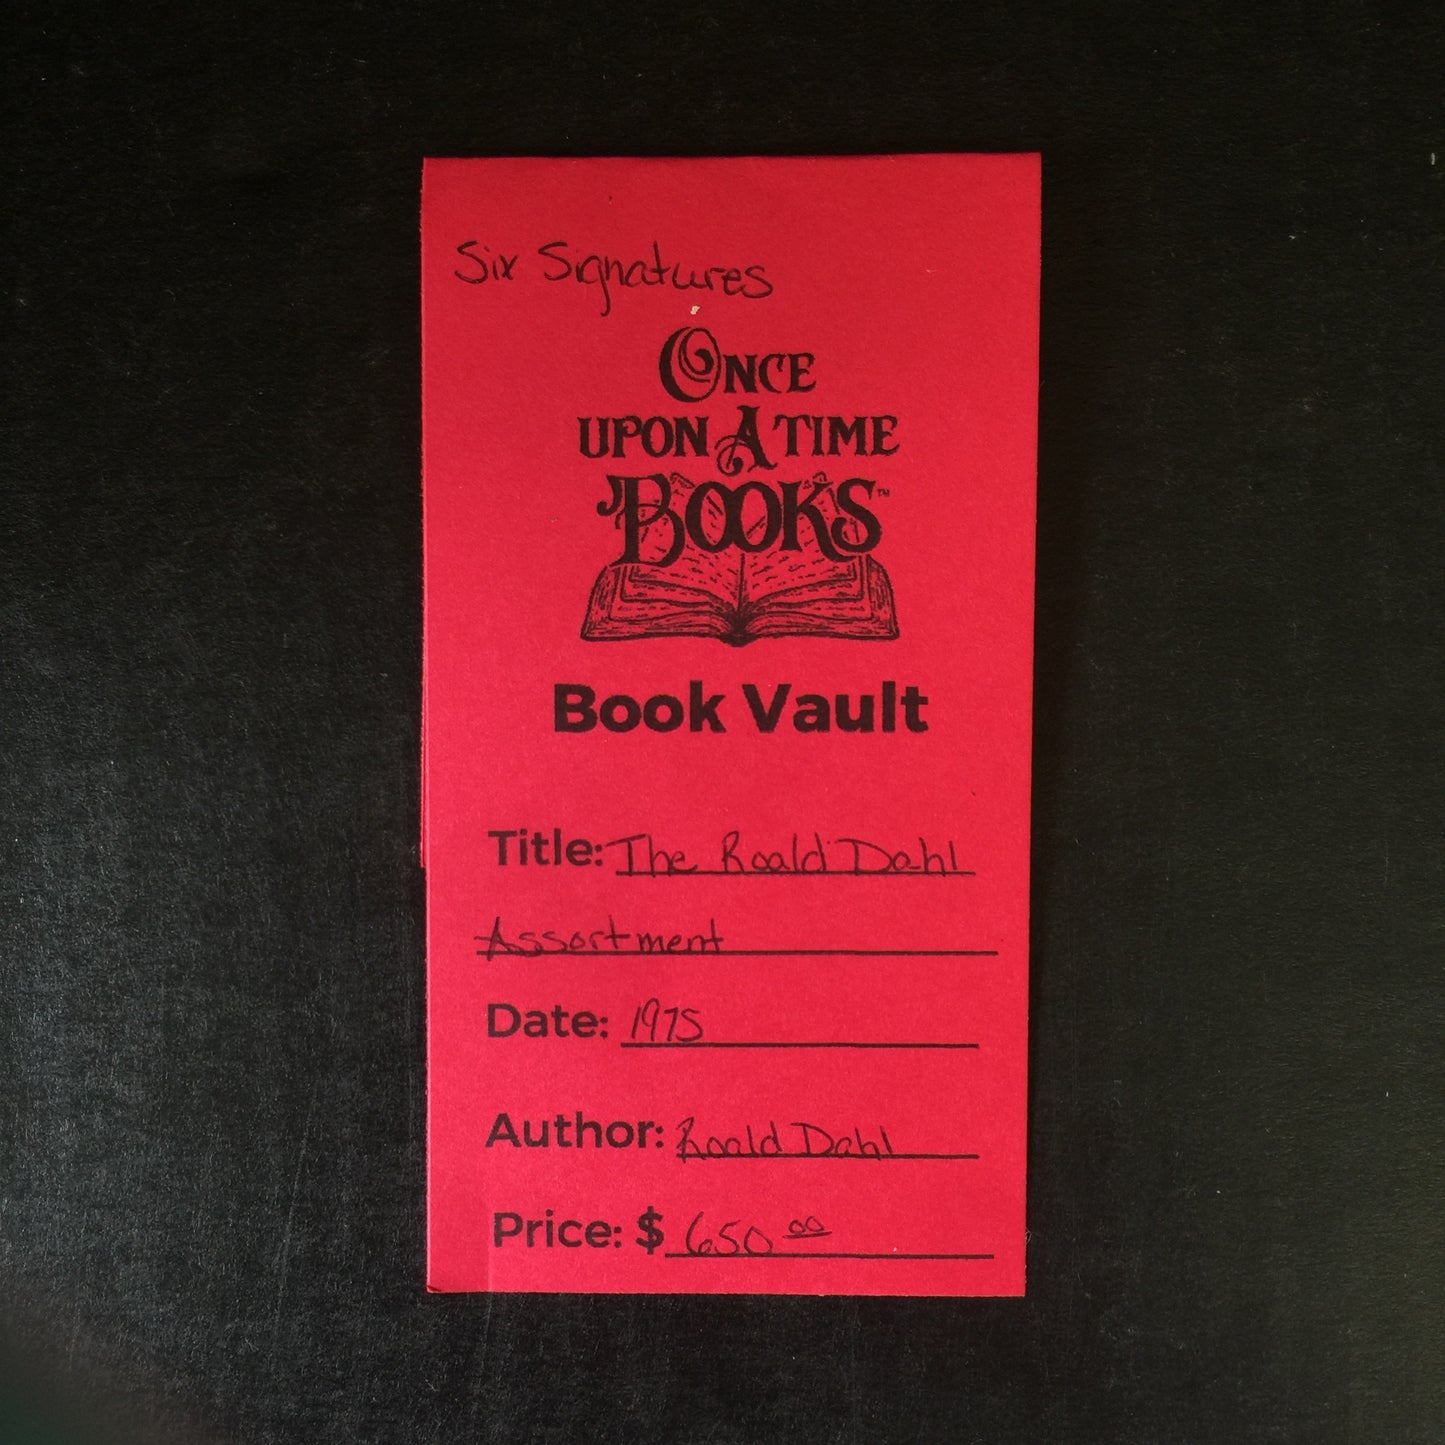 Six Signatures
ONCE
UPON A TIME
BOOKS™
Book Vault
Title: The Roald Dahl
Assortment
Date: 1975
Author: Roald Dahl
Price: $ 650 00